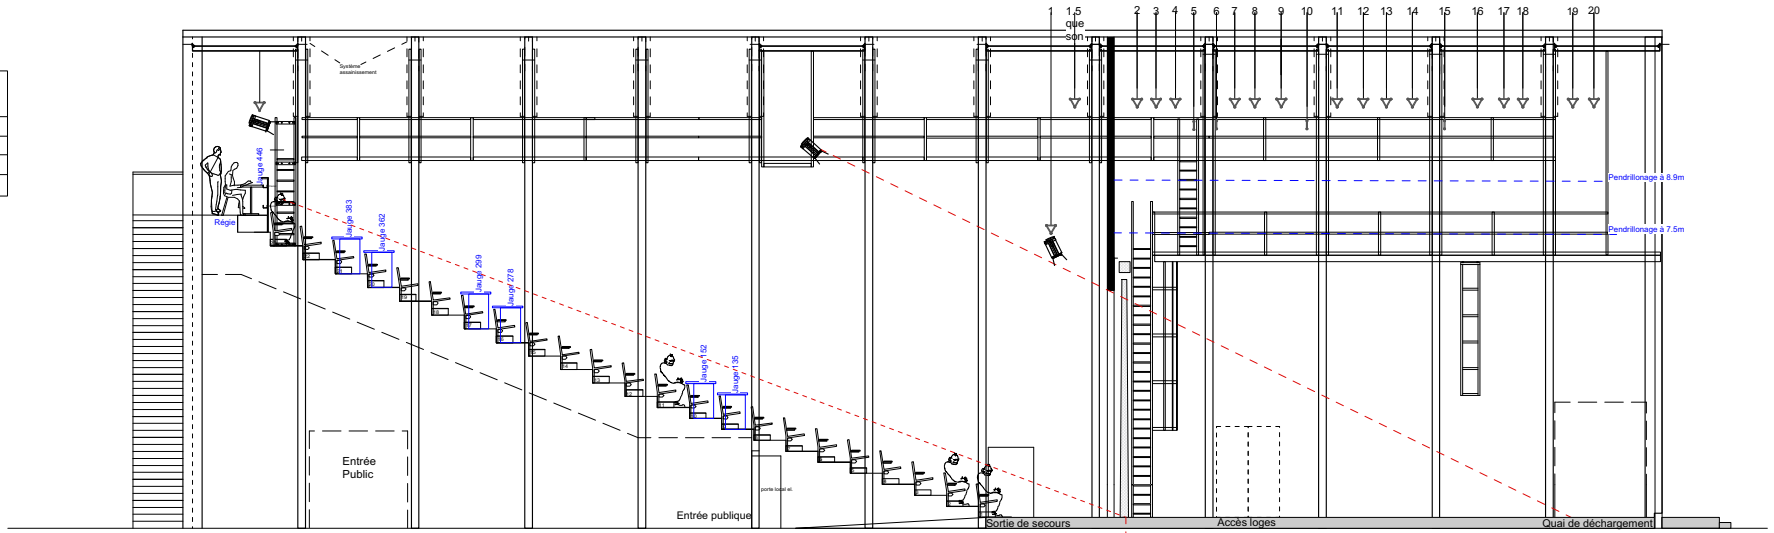 1
1.5
que
son
2
3
4
5
6
7
8
9
10
11
12
13
14
15
16
17
18
19
20
Système
assainissement
Jauge 446
Régie
Jauge 383
Jauge 362
Jauge 299
Jauge 278
Jauge 152
Jauge 135
Pendrillonage à 8.9m
Pendrillonage à 7.5m
Entrée
Public
porte local el.
Entrée publique
Sortie de secours
Accès loges
Quai de déchargement